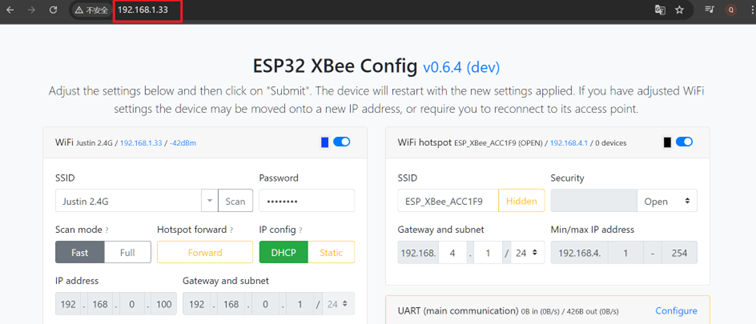 不安全 192.168.1.33
Q
ESP32 XBee Config v0.6.4 (dev)
Adjust the settings below and then click on "Submit". The device will restart with the new settings applied. If you have adjusted WiFi
settings the device may be moved onto a new IP address, or require you to reconnect to its access point.
WiFi Justin 2.4G / 192.168.1.33 / -42dBm
SSID Password
Justin 2.4G Scan ••••••••
Scan mode ? Hotspot forward ? IP config ?
Fast Full Forward DHCP Static
IP address Gateway and subnet
192 . 168 . 0 . 100 192 . 168 . 0 . 1 / 24
WiFi hotspot ESP_XBee_ACC1F9 (OPEN) / 192.168.4.1 / 0 devices
SSID Security
ESP_XBee_ACC1F9 Hidden Open
Gateway and subnet Min/max IP address
192.168. 4 . 1 / 24 192.168.4. 1 - 254
UART (main communication) 0B in (0B/s) / 426B out (0B/s) Configure